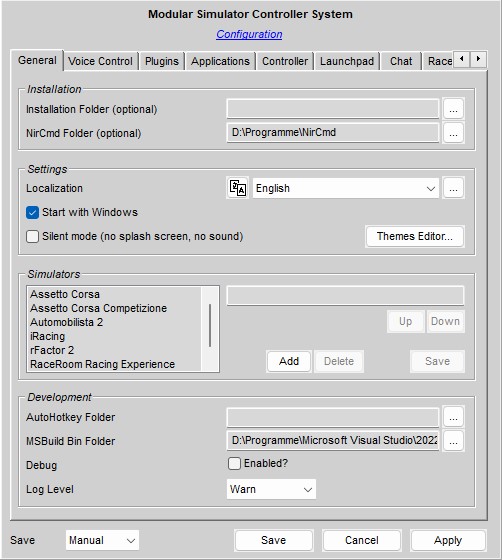 Modular Simulator Controller System
Configuration
General Voice Control Plugins Applications Controller Launchpad Chat Race
Installation
Installation Folder (optional) ...
NirCmd Folder (optional) D:\Programme\NirCmd ...
Settings
Localization English ...
Start with Windows
Silent mode (no splash screen, no sound) Themes Editor...
Simulators
Assetto Corsa
Assetto Corsa Competizione
Automobilista 2
iRacing
rFactor 2
RaceRoom Racing Experience
Up Down
Add Delete Save
Development
AutoHotkey Folder ...
MSBuild Bin Folder D:\Programme\Microsoft Visual Studio\2022 ...
Debug Enabled?
Log Level Warn
Save Manual Save Cancel Apply